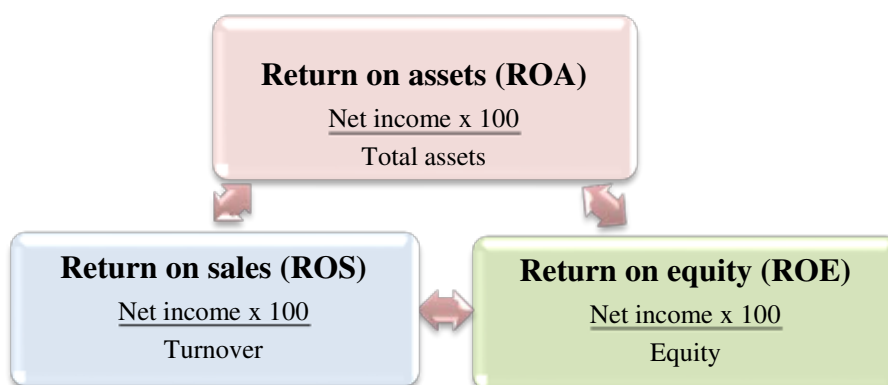 Return on assets (ROA)
Net income x 100
Total assets
Return on sales (ROS)
Net income x 100
Turnover
Return on equity (ROE)
Net income x 100
Equity